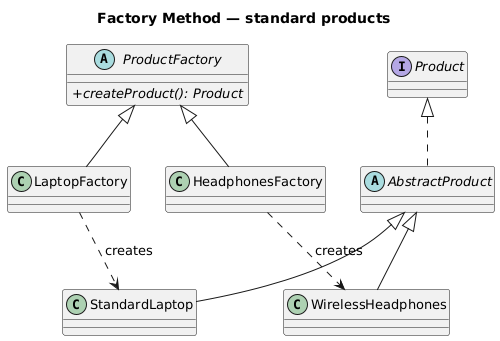 Factory Method — standard products
A ProductFactory
+createProduct(): Product
I Product
C LaptopFactory
C HeadphonesFactory
A AbstractProduct
creates
creates
C StandardLaptop
C WirelessHeadphones